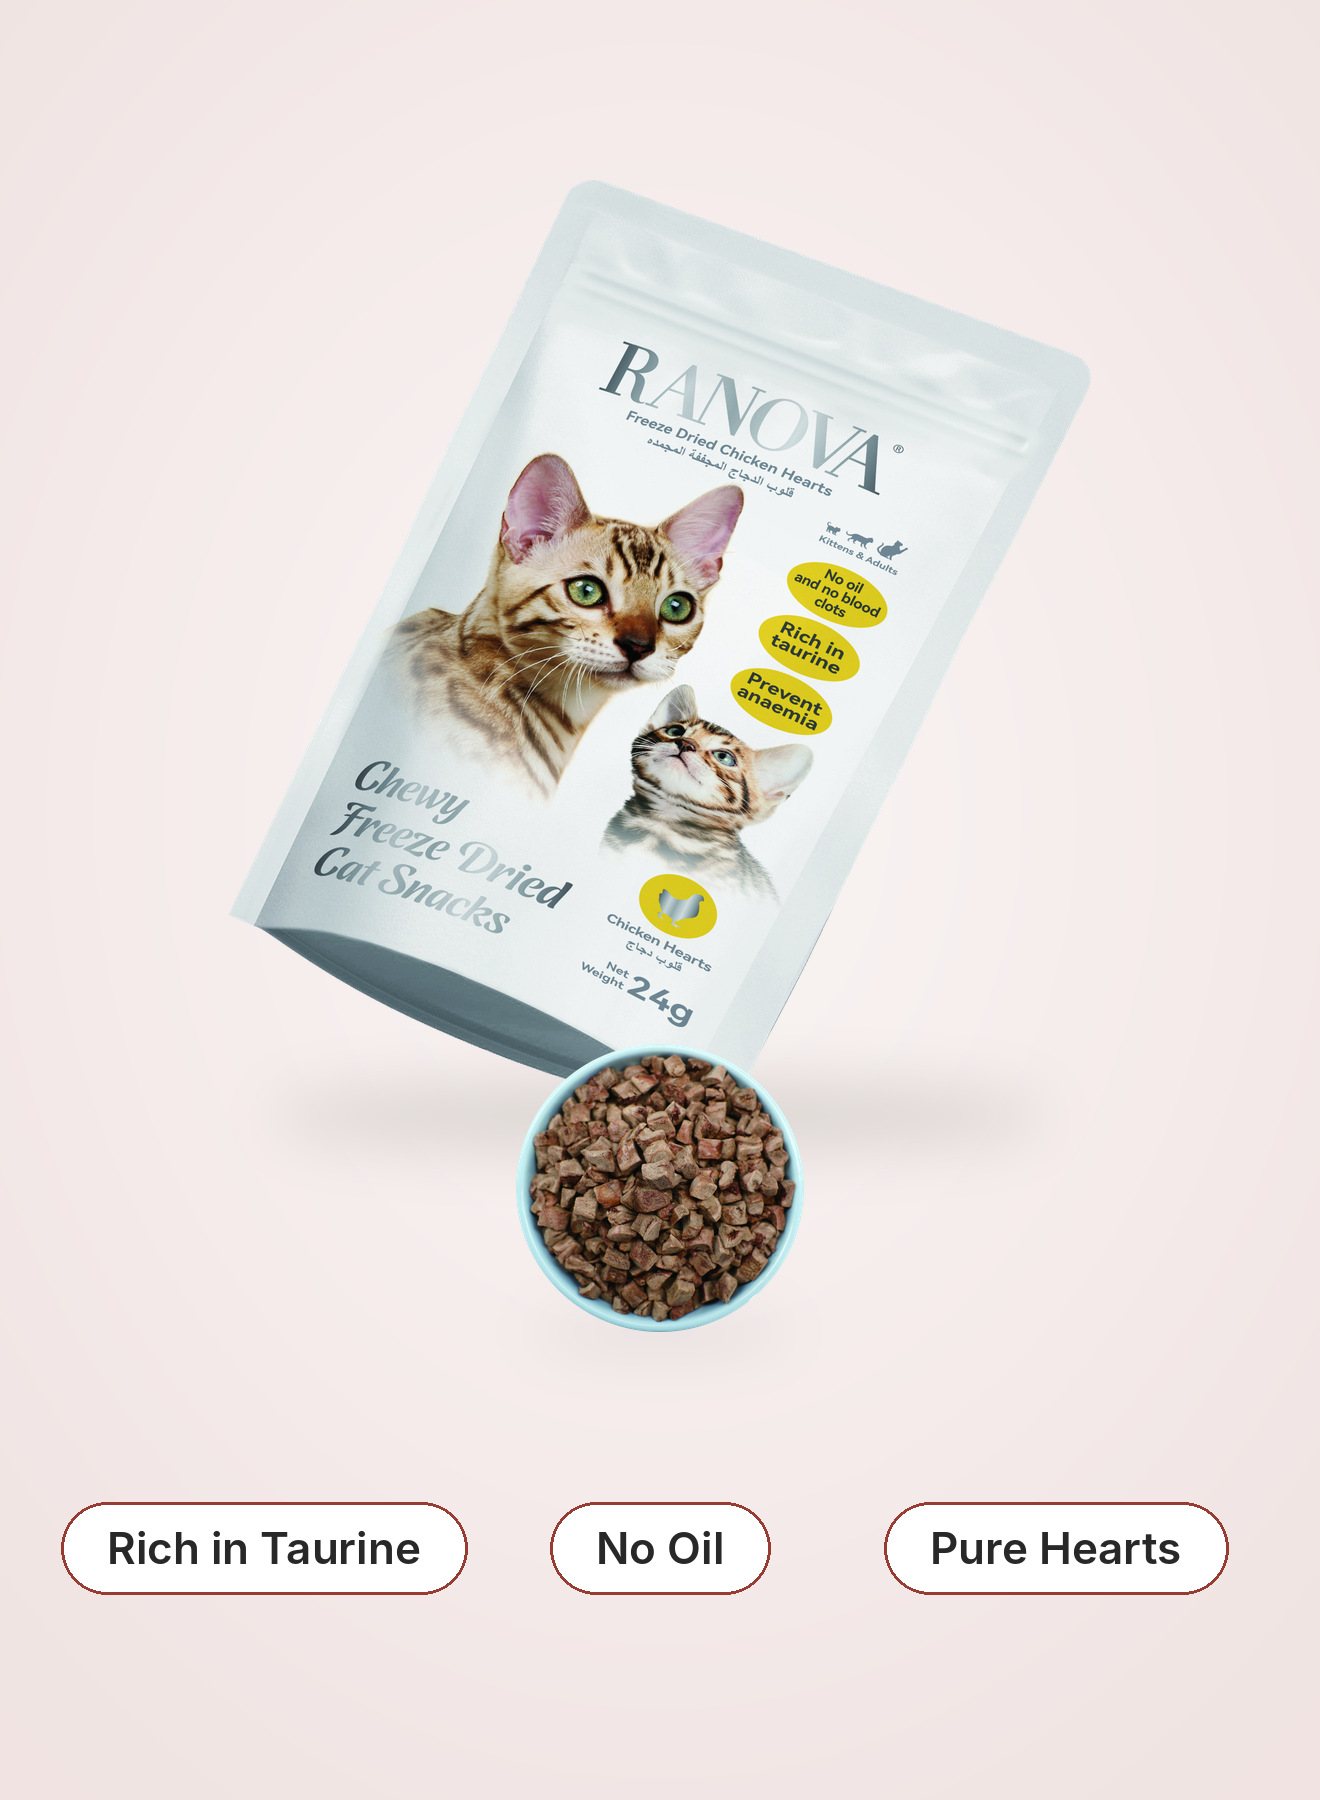 RANOVA®
Freeze Dried Chicken Hearts
قلوب الدجاج المجففة المجمده
Kittens & Adults
No oil
and no blood
clots
Rich in
taurine
Prevent
anaemia
Chewy
Freeze Dried
Cat Snacks
Chicken Hearts
قلوب دجاج
Net
Weight 24g
Rich in Taurine
No Oil
Pure Hearts